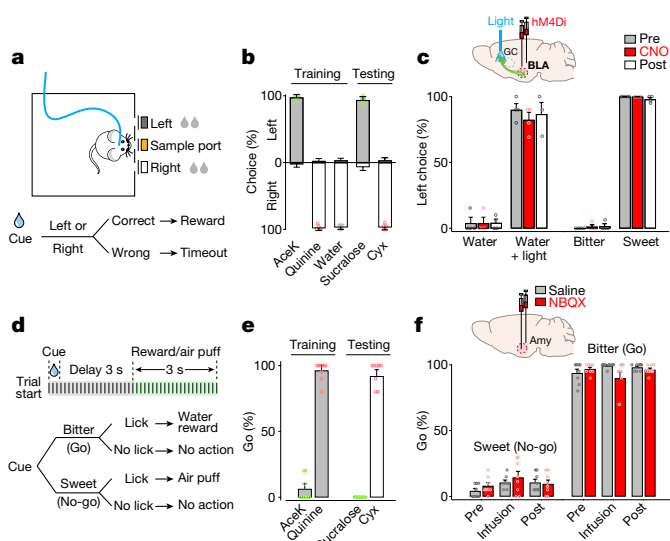 a
Left
Sample port
Right
Cue
Left or
Right
Correct
Reward
Wrong
Timeout
b
Training
Testing
Choice (%)
Left
Right
100
0
100
AceK
Quinine
Water
Sucralose
Cyx
Light
hM4Di
GC
BLA
Pre
CNO
Post
c
Left choice (%)
100
50
0
Water
Water
+ light
Bitter
Sweet
d
Cue
Delay 3 s
Reward/air puff
3 s
Trial
start
Cue
Bitter
(Go)
Lick
Water
reward
No lick
No action
Sweet
(No-go)
Lick
Air puff
No lick
No action
e
Training
Testing
Go (%)
100
50
0
AceK
Quinine
Sucralose
Cyx
Saline
NBQX
Amy
f
Bitter (Go)
Sweet (No-go)
Go (%)
100
50
0
Pre
Infusion
Post
Pre
Infusion
Post